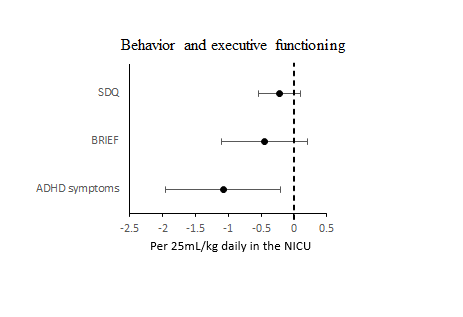 Behavior and executive functioning
SDQ
BRIEF
ADHD symptoms
-2.5 -2 -1.5 -1 -0.5 0 0.5
Per 25mL/kg daily in the NICU